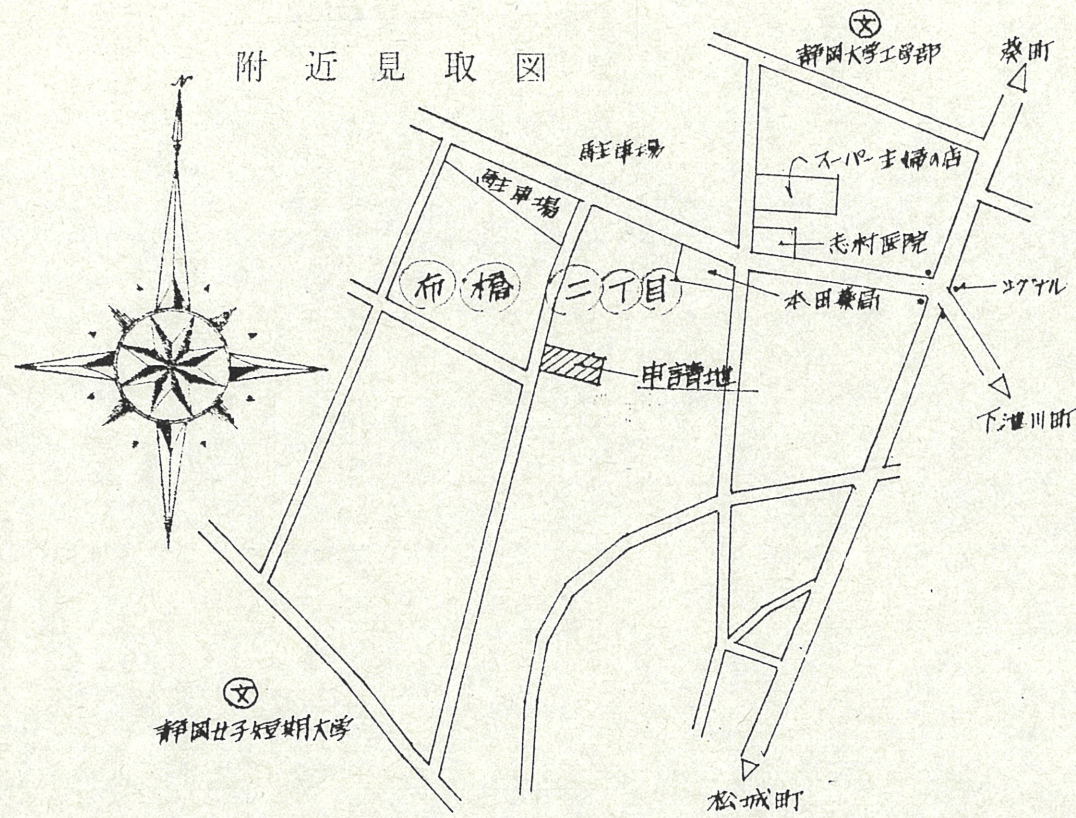 N
附近見取図
文
静岡大学工学部
葵町
駐車場
スーパー主婦の店
駐車場
志村医院
布橋二丁目
本田薬局
シグナル
申請地
下池川町
文
静岡女子短期大学
松城町